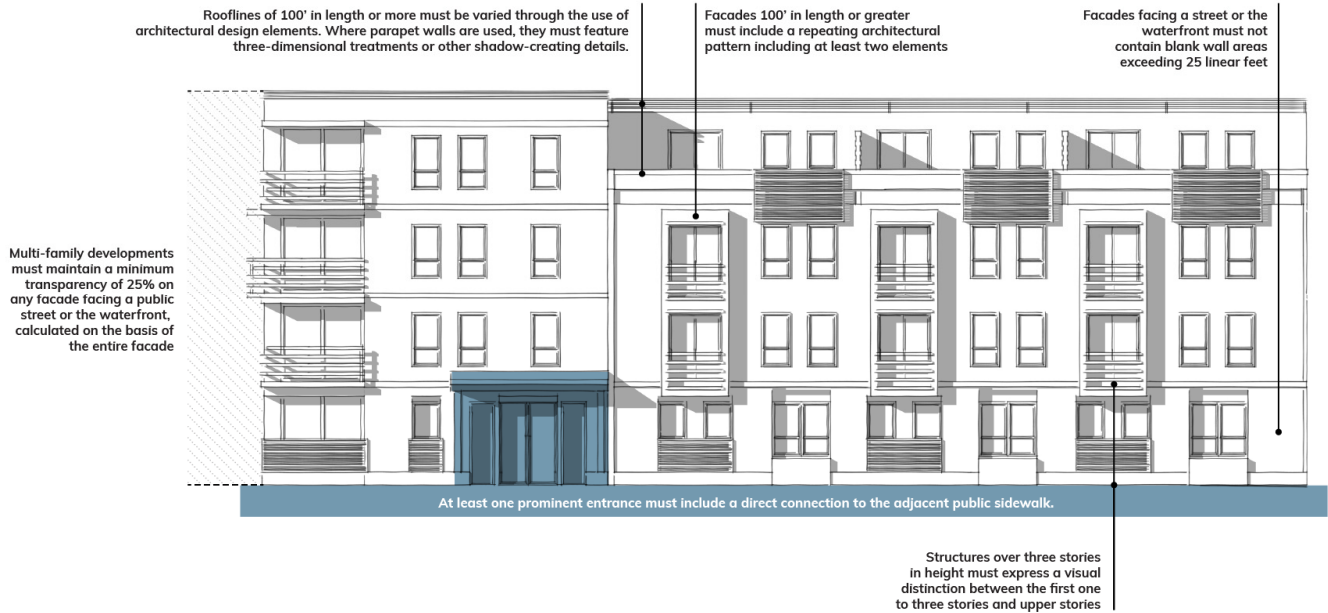 Rooflines of 100’ in length or more must be varied through the use of
architectural design elements. Where parapet walls are used, they must feature
three-dimensional treatments or other shadow-creating details.
Facades 100’ in length or greater
must include a repeating architectural
pattern including at least two elements
Facades facing a street or the
waterfront must not
contain blank wall areas
exceeding 25 linear feet
Multi-family developments
must maintain a minimum
transparency of 25% on
any facade facing a public
street or the waterfront,
calculated on the basis of
the entire facade
At least one prominent entrance must include a direct connection to the adjacent public sidewalk.
Structures over three stories
in height must express a visual
distinction between the first one
to three stories and upper stories